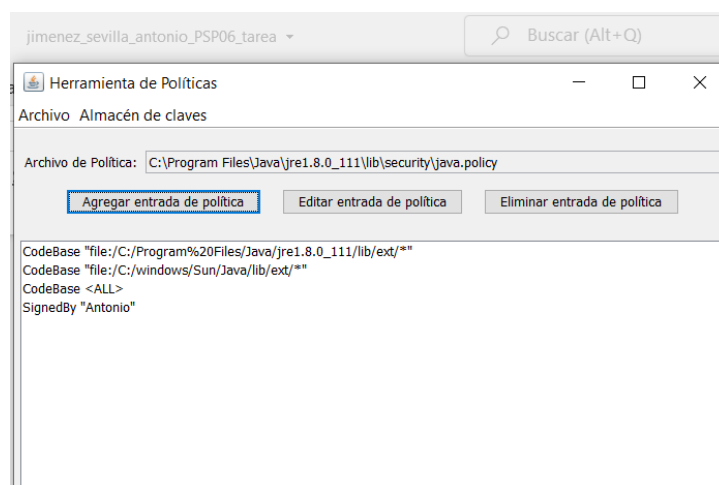 jimenez_sevilla_antonio_PSP06_tarea
Buscar (Alt+Q)
Herramienta de Políticas
Archivo Almacén de claves
Archivo de Política: C:\Program Files\Java\jre1.8.0_111\lib\security\java.policy
Agregar entrada de política Editar entrada de política Eliminar entrada de política
CodeBase "file:/C:/Program%20Files/Java/jre1.8.0_111/lib/ext/*"
CodeBase "file:/C:/windows/Sun/Java/lib/ext/*"
CodeBase <ALL>
SignedBy "Antonio"